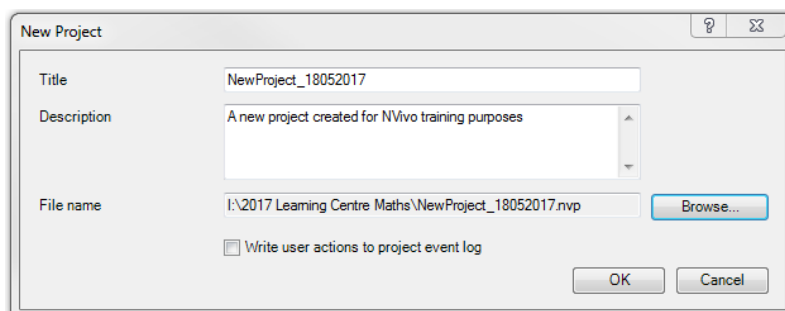 New Project
Title
NewProject_18052017
Description
A new project created for NVivo training purposes
File name
I:\2017 Learning Centre Maths\NewProject_18052017.nvp
Browse...
Write user actions to project event log
OK
Cancel